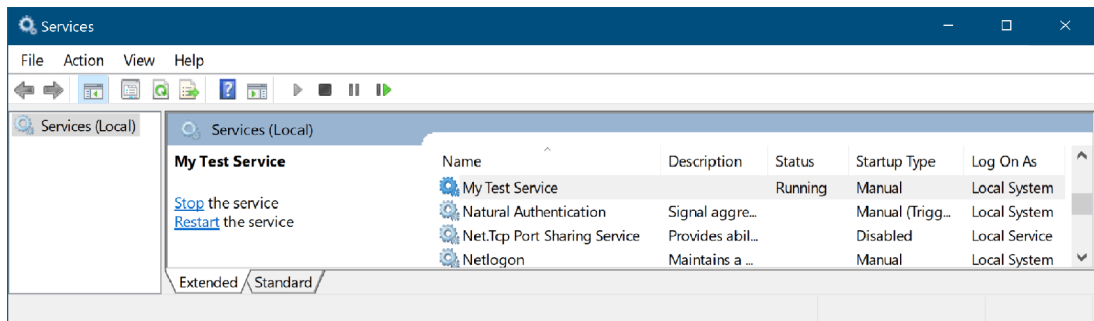 Services
File Action View Help
Services (Local)
Services (Local)
My Test Service
Stop the service
Restart the service
Name Description Status Startup Type Log On As
My Test Service Running Manual Local System
Natural Authentication Signal aggre... Manual (Trigg... Local System
Net.Tcp Port Sharing Service Provides abil... Disabled Local Service
Netlogon Maintains a ... Manual Local System
Extended Standard